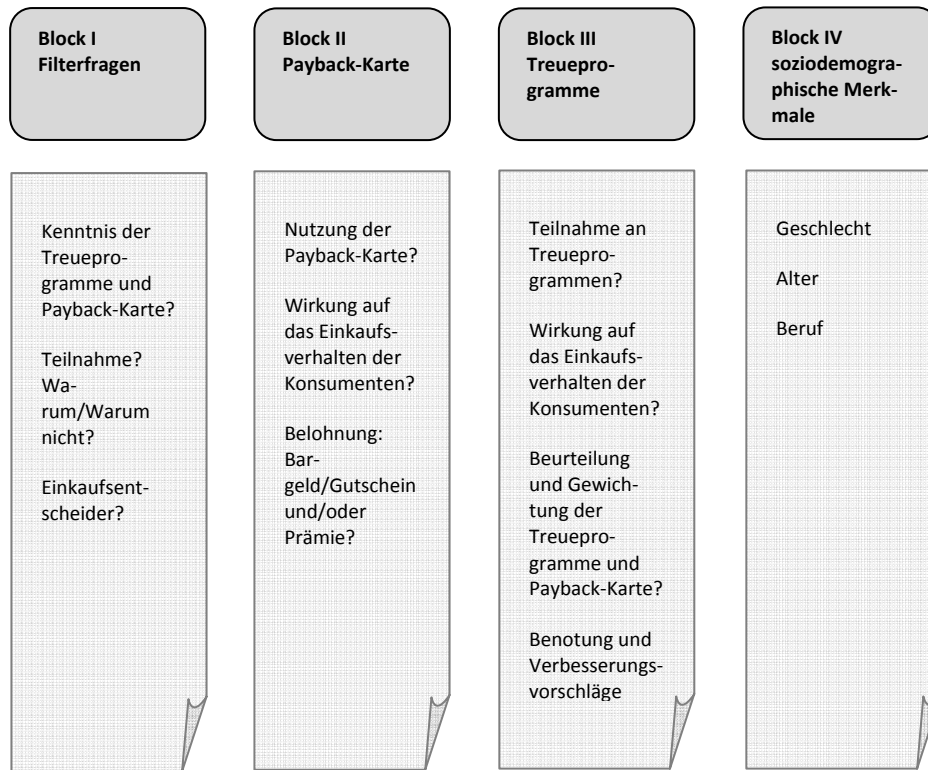 Block I
Filterfragen
Block II
Payback-Karte
Block III
Treuepro-
gramme
Block IV
soziodemogra-
phische Merk-
male
Kenntnis der
Treuepro-
gramme und
Payback-Karte?
Teilnahme?
Wa-
rum/Warum
nicht?
Einkaufsent-
scheider?
Nutzung der
Payback-Karte?
Wirkung auf
das Einkaufs-
verhalten der
Konsumenten?
Belohnung:
Bar-
geld/Gutschein
und/oder
Prämie?
Teilnahme an
Treuepro-
grammen?
Wirkung auf
das Einkaufs-
verhalten der
Konsumenten?
Beurteilung
und Gewich-
tung der
Treuepro-
gramme und
Payback-Karte?
Benotung und
Verbesserungs-
vorschläge
Geschlecht
Alter
Beruf